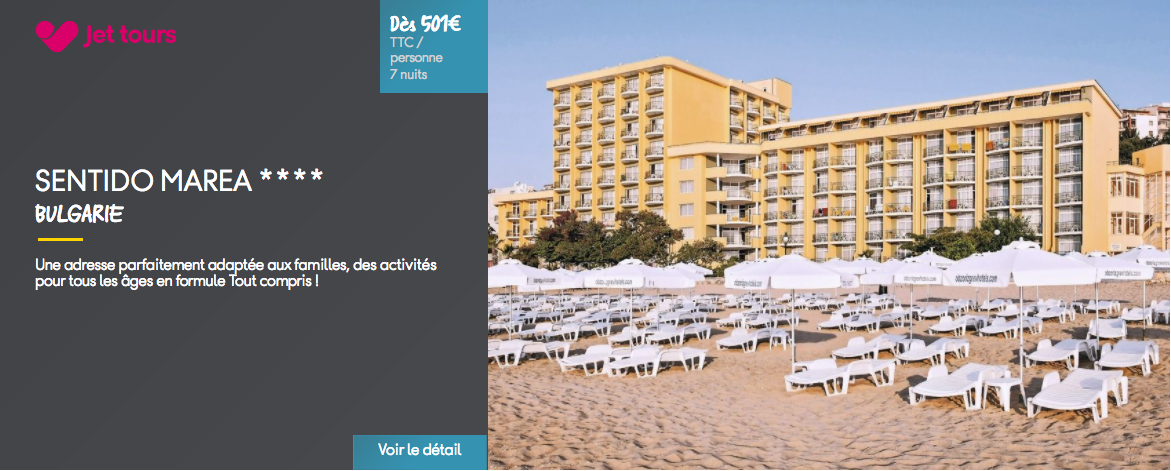 Jet tours
Dès 501€
TTC /
personne
7 nuits
SENTIDO MAREA ****
BULGARIE
Une adresse parfaitement adaptée aux familles, des activités
pour tous les âges en formule Tout compris !
Voir le détail